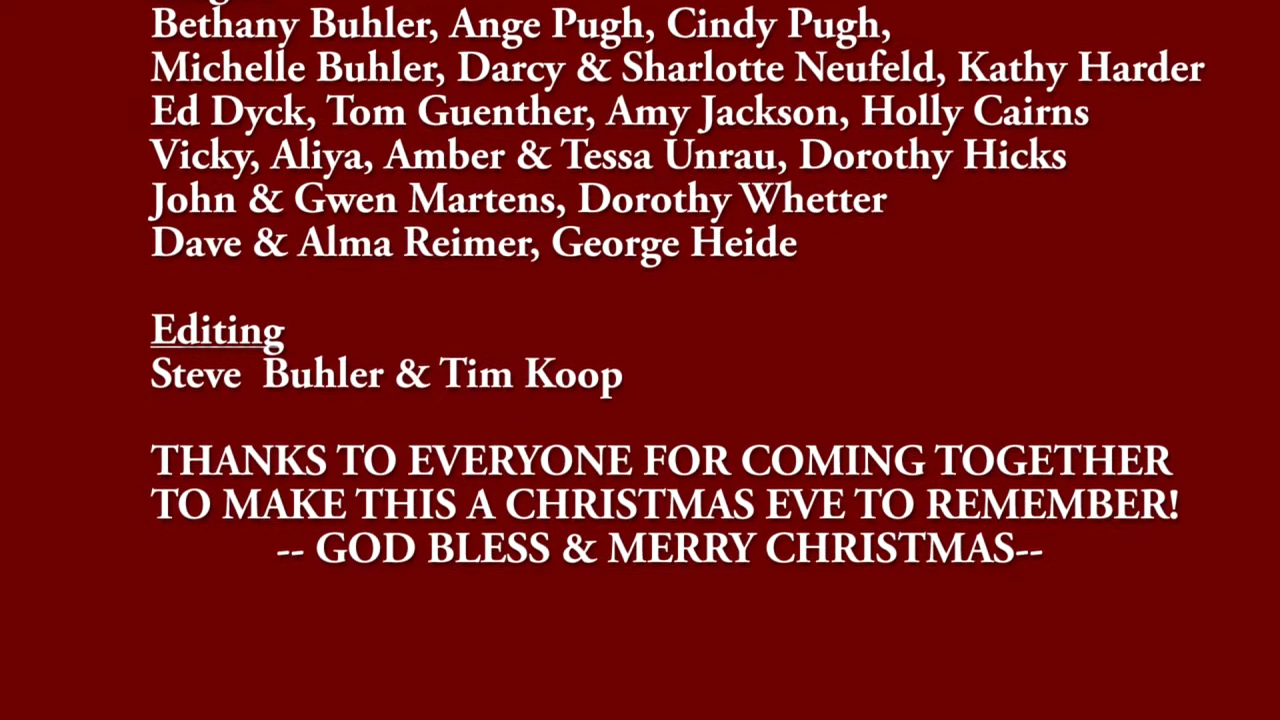 Bethany Buhler, Ange Pugh, Cindy Pugh,
Michelle Buhler, Darcy & Sharlotte Neufeld, Kathy Harder
Ed Dyck, Tom Guenther, Amy Jackson, Holly Cairns
Vicky, Aliya, Amber & Tessa Unrau, Dorothy Hicks
John & Gwen Martens, Dorothy Whetter
Dave & Alma Reimer, George Heide
Editing
Steve  Buhler & Tim Koop
THANKS TO EVERYONE FOR COMING TOGETHER
TO MAKE THIS A CHRISTMAS EVE TO REMEMBER!
-- GOD BLESS & MERRY CHRISTMAS--